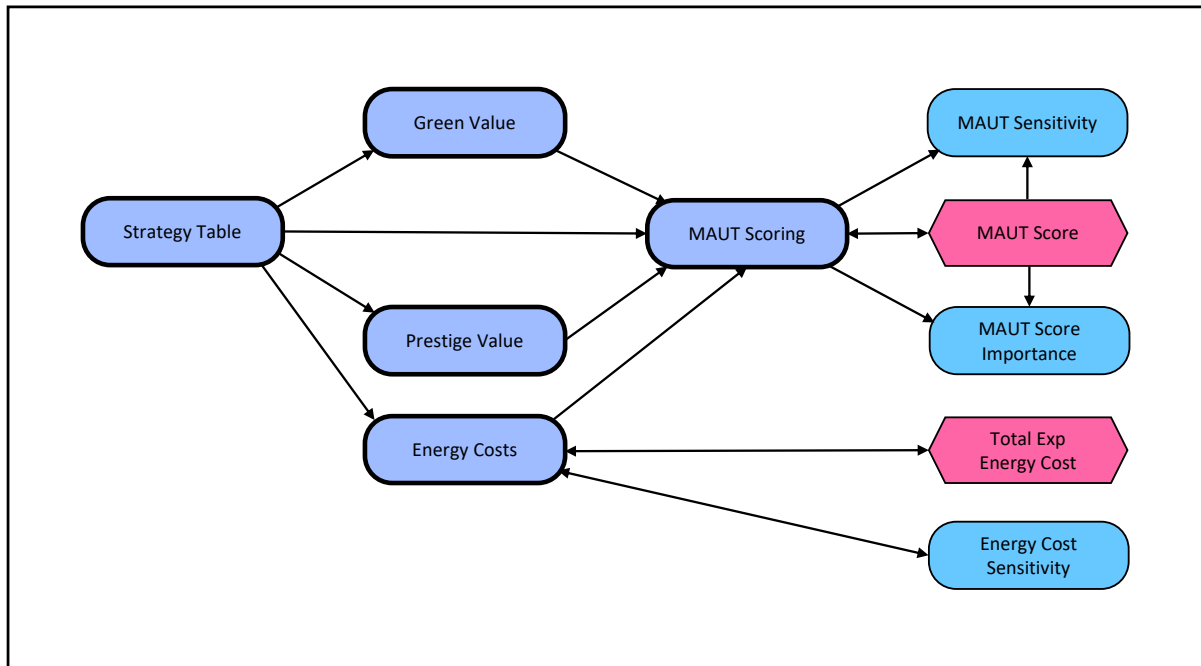 Green Value
MAUT Sensitivity
Strategy Table
MAUT Scoring
MAUT Score
Prestige Value
MAUT Score
Importance
Energy Costs
Total Exp
Energy Cost
Energy Cost
Sensitivity